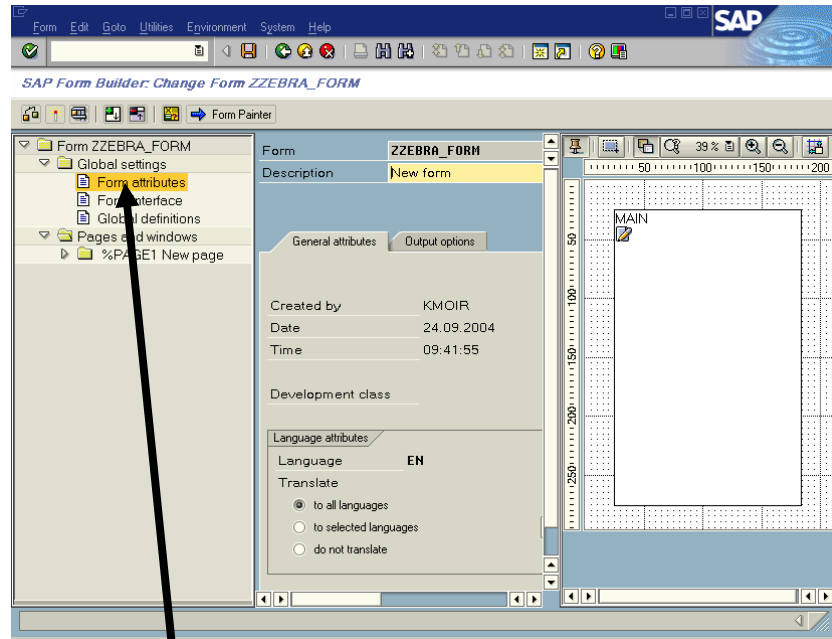 Form Edit Goto Utilities Environment System Help
SAP
SAP Form Builder: Change Form ZZEBRA_FORM
Form Painter
Form ZZEBRA_FORM
Global settings
Form attributes
Form interface
Global definitions
Pages and windows
%PAGE1 New page
Form ZZEBRA_FORM
Description New form
General attributes Output options
Created by KMOIR
Date 24.09.2004
Time 09:41:55
Development class
Language attributes
Language EN
Translate
to all languages
to selected languages
do not translate
39 %
50 100 150 200
MAIN
50
100
150
200
250